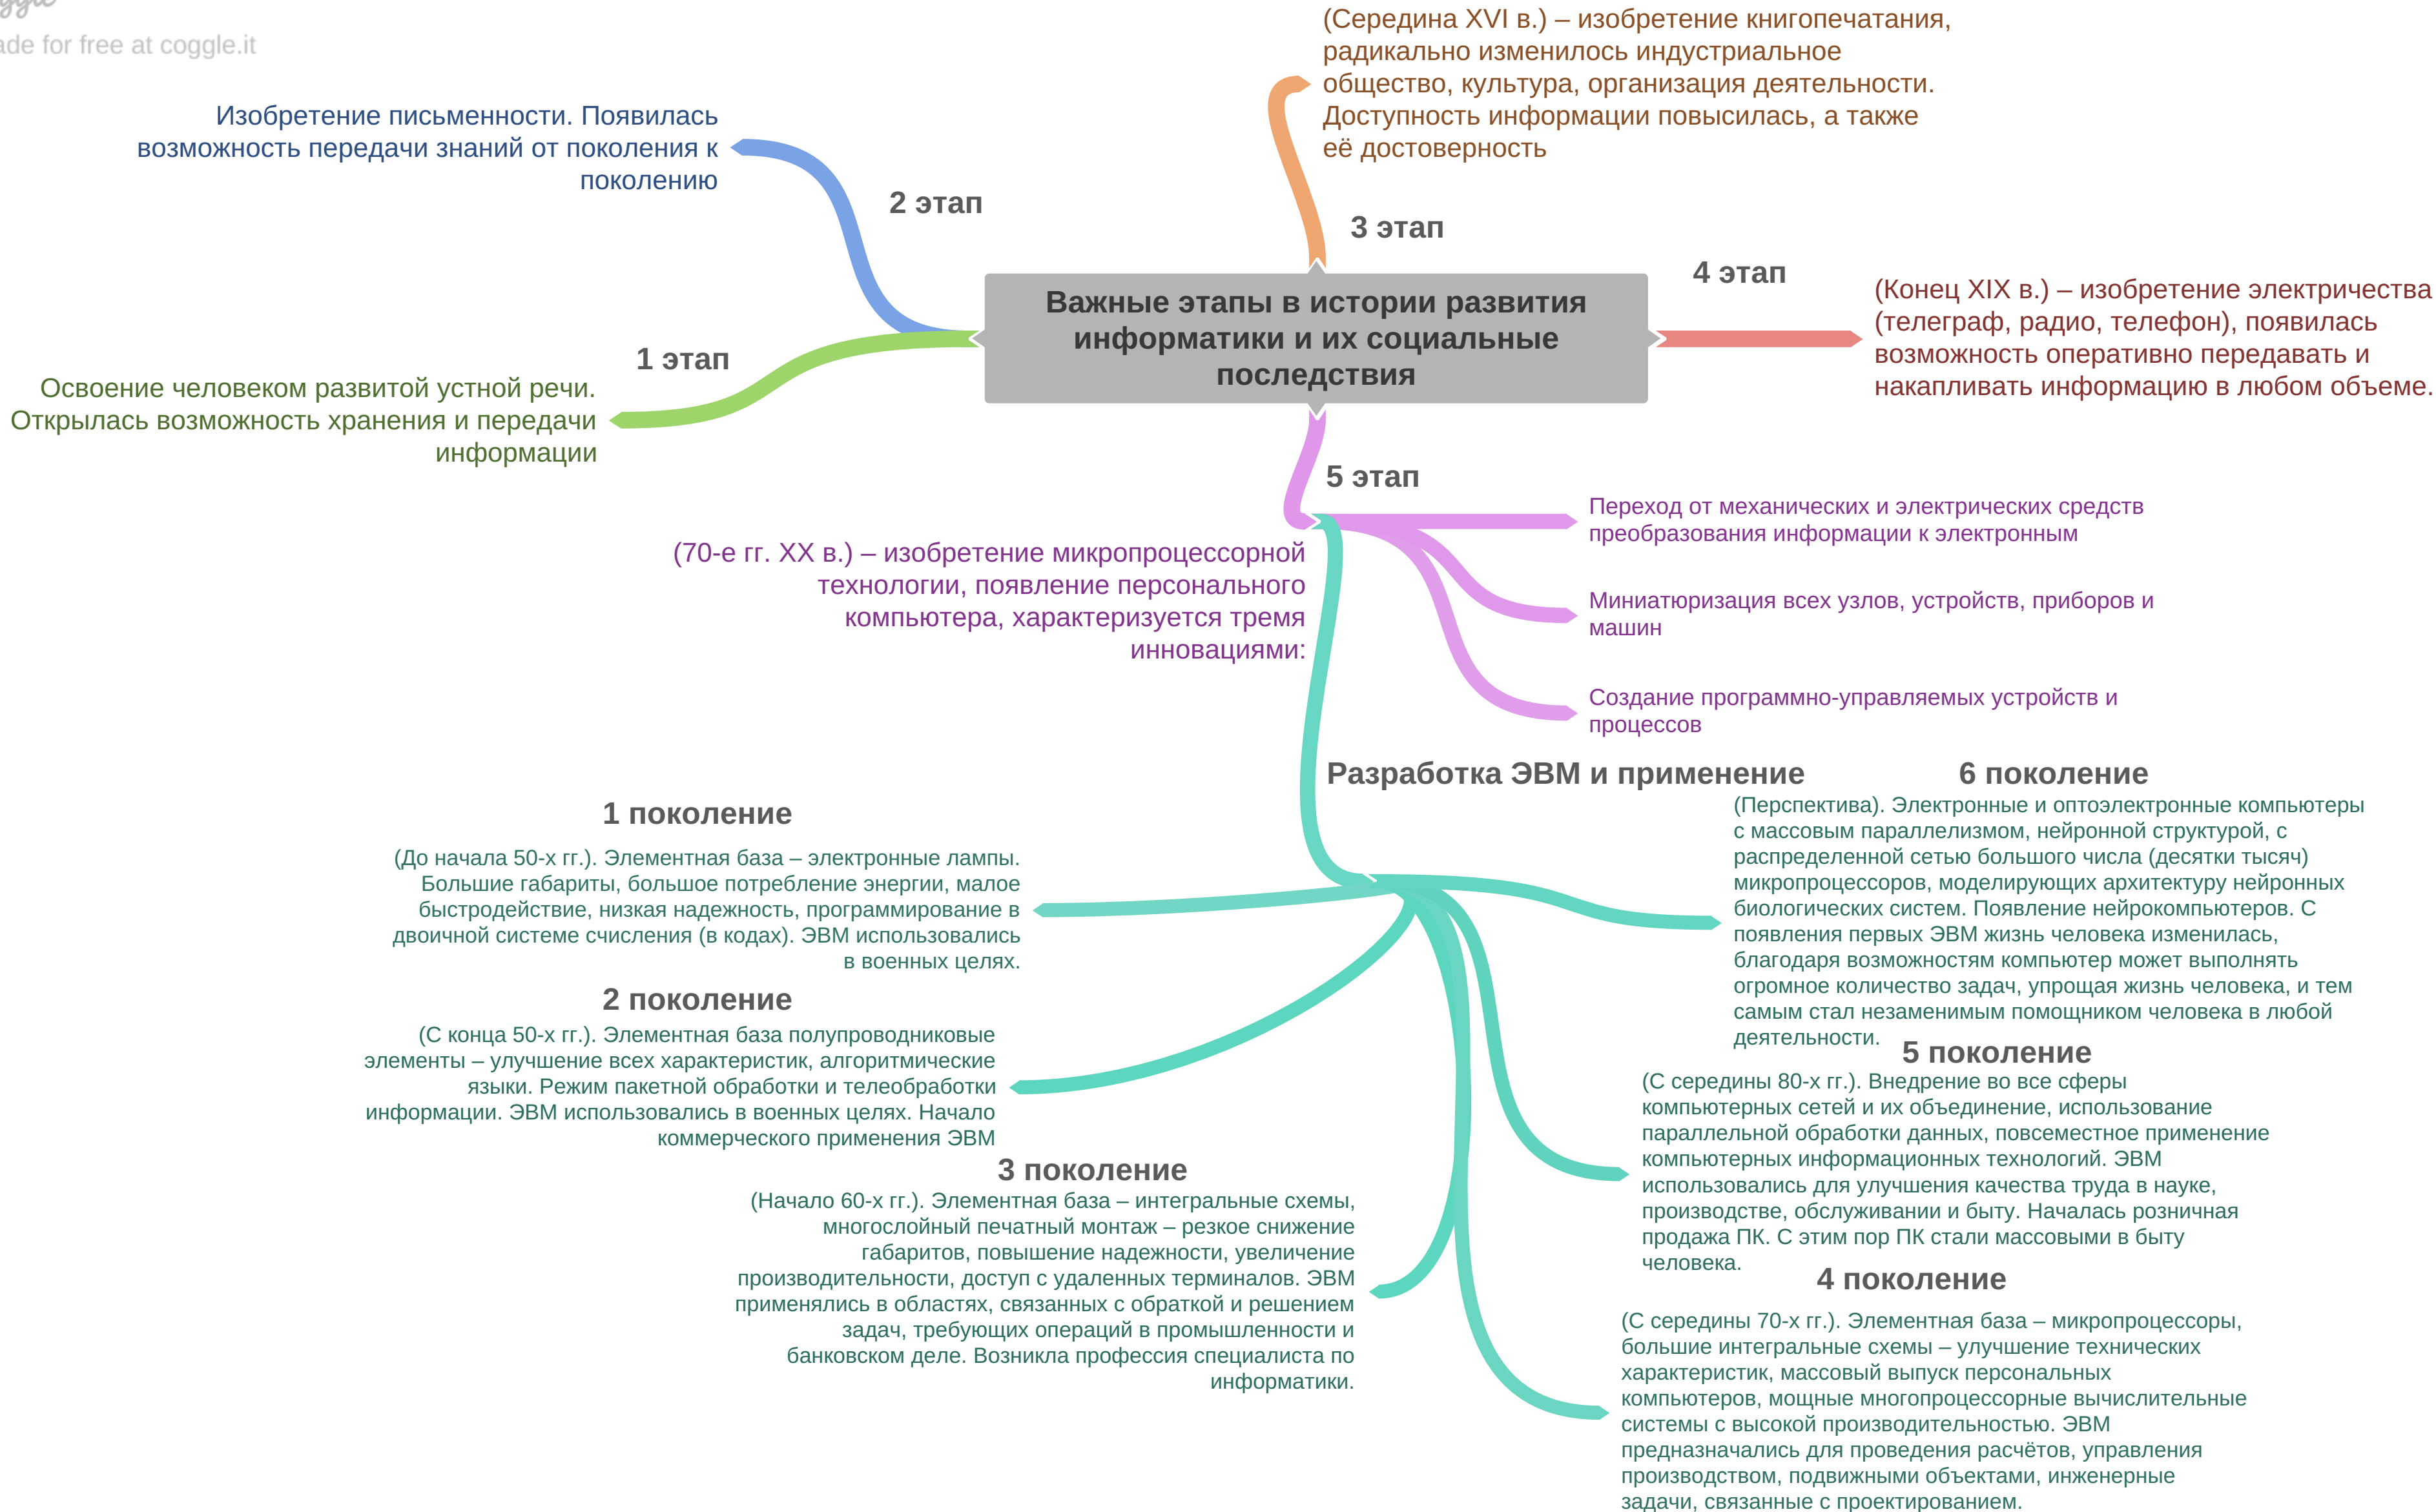 ade for free at coggle.it
Важные этапы в истории развития
информатики и их социальные
последствия
1 этап
Освоение человеком развитой устной речи.
Открылась возможность хранения и передачи
информации
2 этап
Изобретение письменности. Появилась
возможность передачи знаний от поколения к
поколению
3 этап
(Середина XVI в.) – изобретение книгопечатания,
радикально изменилось индустриальное
общество, культура, организация деятельности.
Доступность информации повысилась, а также
её достоверность
4 этап
(Конец XIX в.) – изобретение электричества
(телеграф, радио, телефон), появилась
возможность оперативно передавать и
накапливать информацию в любом объеме.
5 этап
(70-е гг. XX в.) – изобретение микропроцессорной
технологии, появление персонального
компьютера, характеризуется тремя
инновациями:
Переход от механических и электрических средств
преобразования информации к электронным
Миниатюризация всех узлов, устройств, приборов и
машин
Создание программно-управляемых устройств и
процессов
Разработка ЭВМ и применение
1 поколение
(До начала 50-х гг.). Элементная база – электронные лампы.
Большие габариты, большое потребление энергии, малое
быстродействие, низкая надежность, программирование в
двоичной системе счисления (в кодах). ЭВМ использовались
в военных целях.
2 поколение
(С конца 50-х гг.). Элементная база полупроводниковые
элементы – улучшение всех характеристик, алгоритмические
языки. Режим пакетной обработки и телеобработки
информации. ЭВМ использовались в военных целях. Начало
коммерческого применения ЭВМ
3 поколение
(Начало 60-х гг.). Элементная база – интегральные схемы,
многослойный печатный монтаж – резкое снижение
габаритов, повышение надежности, увеличение
производительности, доступ с удаленных терминалов. ЭВМ
применялись в областях, связанных с обраткой и решением
задач, требующих операций в промышленности и
банковском деле. Возникла профессия специалиста по
информатики.
6 поколение
(Перспектива). Электронные и оптоэлектронные компьютеры
с массовым параллелизмом, нейронной структурой, с
распределенной сетью большого числа (десятки тысяч)
микропроцессоров, моделирующих архитектуру нейронных
биологических систем. Появление нейрокомпьютеров. С
появления первых ЭВМ жизнь человека изменилась,
благодаря возможностям компьютер может выполнять
огромное количество задач, упрощая жизнь человека, и тем
самым стал незаменимым помощником человека в любой
деятельности.
5 поколение
(С середины 80-х гг.). Внедрение во все сферы
компьютерных сетей и их объединение, использование
параллельной обработки данных, повсеместное применение
компьютерных информационных технологий. ЭВМ
использовались для улучшения качества труда в науке,
производстве, обслуживании и быту. Началась розничная
продажа ПК. С этим пор ПК стали массовыми в быту
человека.
4 поколение
(С середины 70-х гг.). Элементная база – микропроцессоры,
большие интегральные схемы – улучшение технических
характеристик, массовый выпуск персональных
компьютеров, мощные многопроцессорные вычислительные
системы с высокой производительностью. ЭВМ
предназначались для проведения расчётов, управления
производством, подвижными объектами, инженерные
задачи, связанные с проектированием.